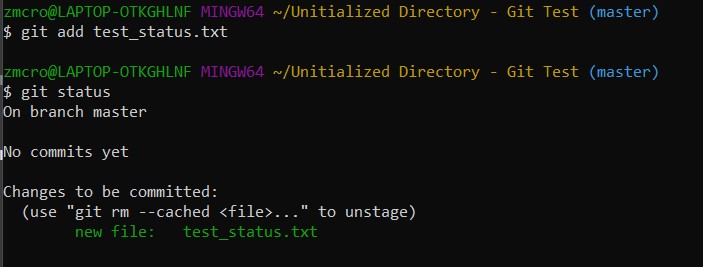 zmcro@LAPTOP-OTKGHLNF MINGW64 ~/Unitialized Directory - Git Test (master)
$ git add test_status.txt
zmcro@LAPTOP-OTKGHLNF MINGW64 ~/Unitialized Directory - Git Test (master)
$ git status
On branch master
No commits yet
Changes to be committed:
  (use "git rm --cached <file>..." to unstage)
        new file:   test_status.txt